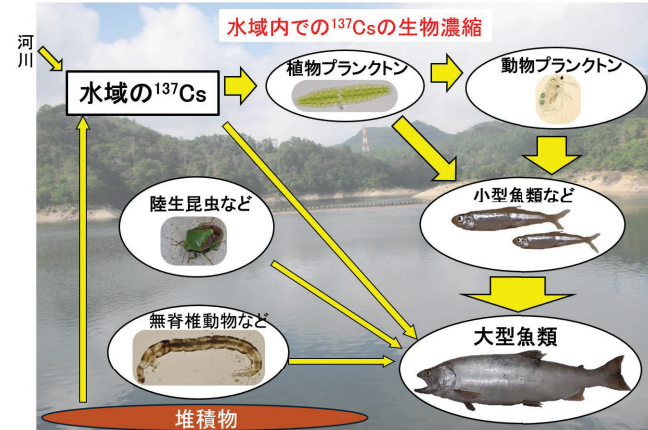 水域内での¹³⁷Csの生物濃縮
河川
水域の¹³⁷Cs
植物プランクトン
動物プランクトン
小型魚類など
陸生昆虫など
無脊椎動物など
大型魚類
堆積物